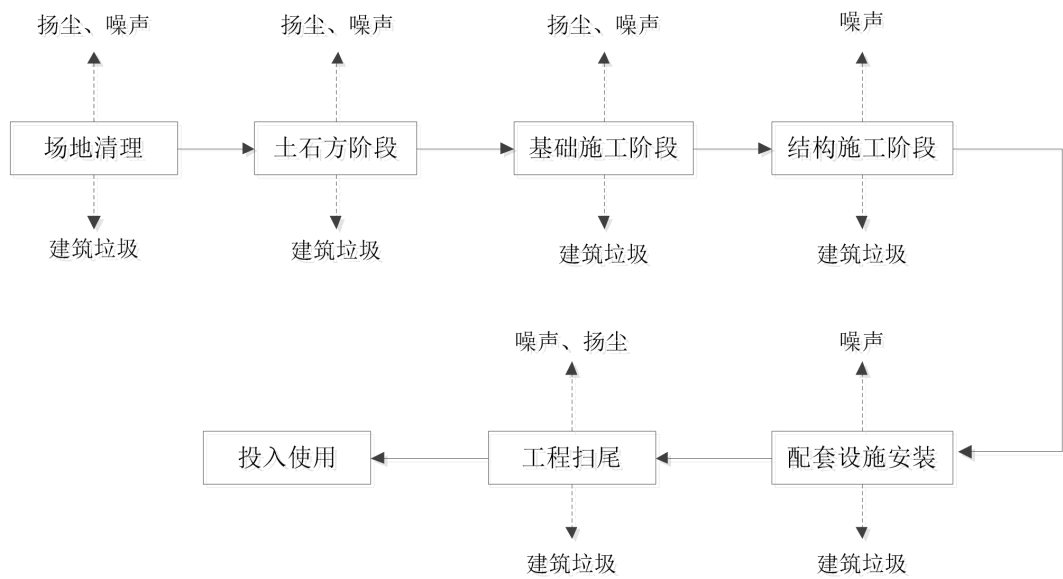 扬尘、噪声
扬尘、噪声
扬尘、噪声
噪声
场地清理
土石方阶段
基础施工阶段
结构施工阶段
建筑垃圾
建筑垃圾
建筑垃圾
建筑垃圾
噪声、扬尘
噪声
投入使用
工程扫尾
配套设施安装
建筑垃圾
建筑垃圾